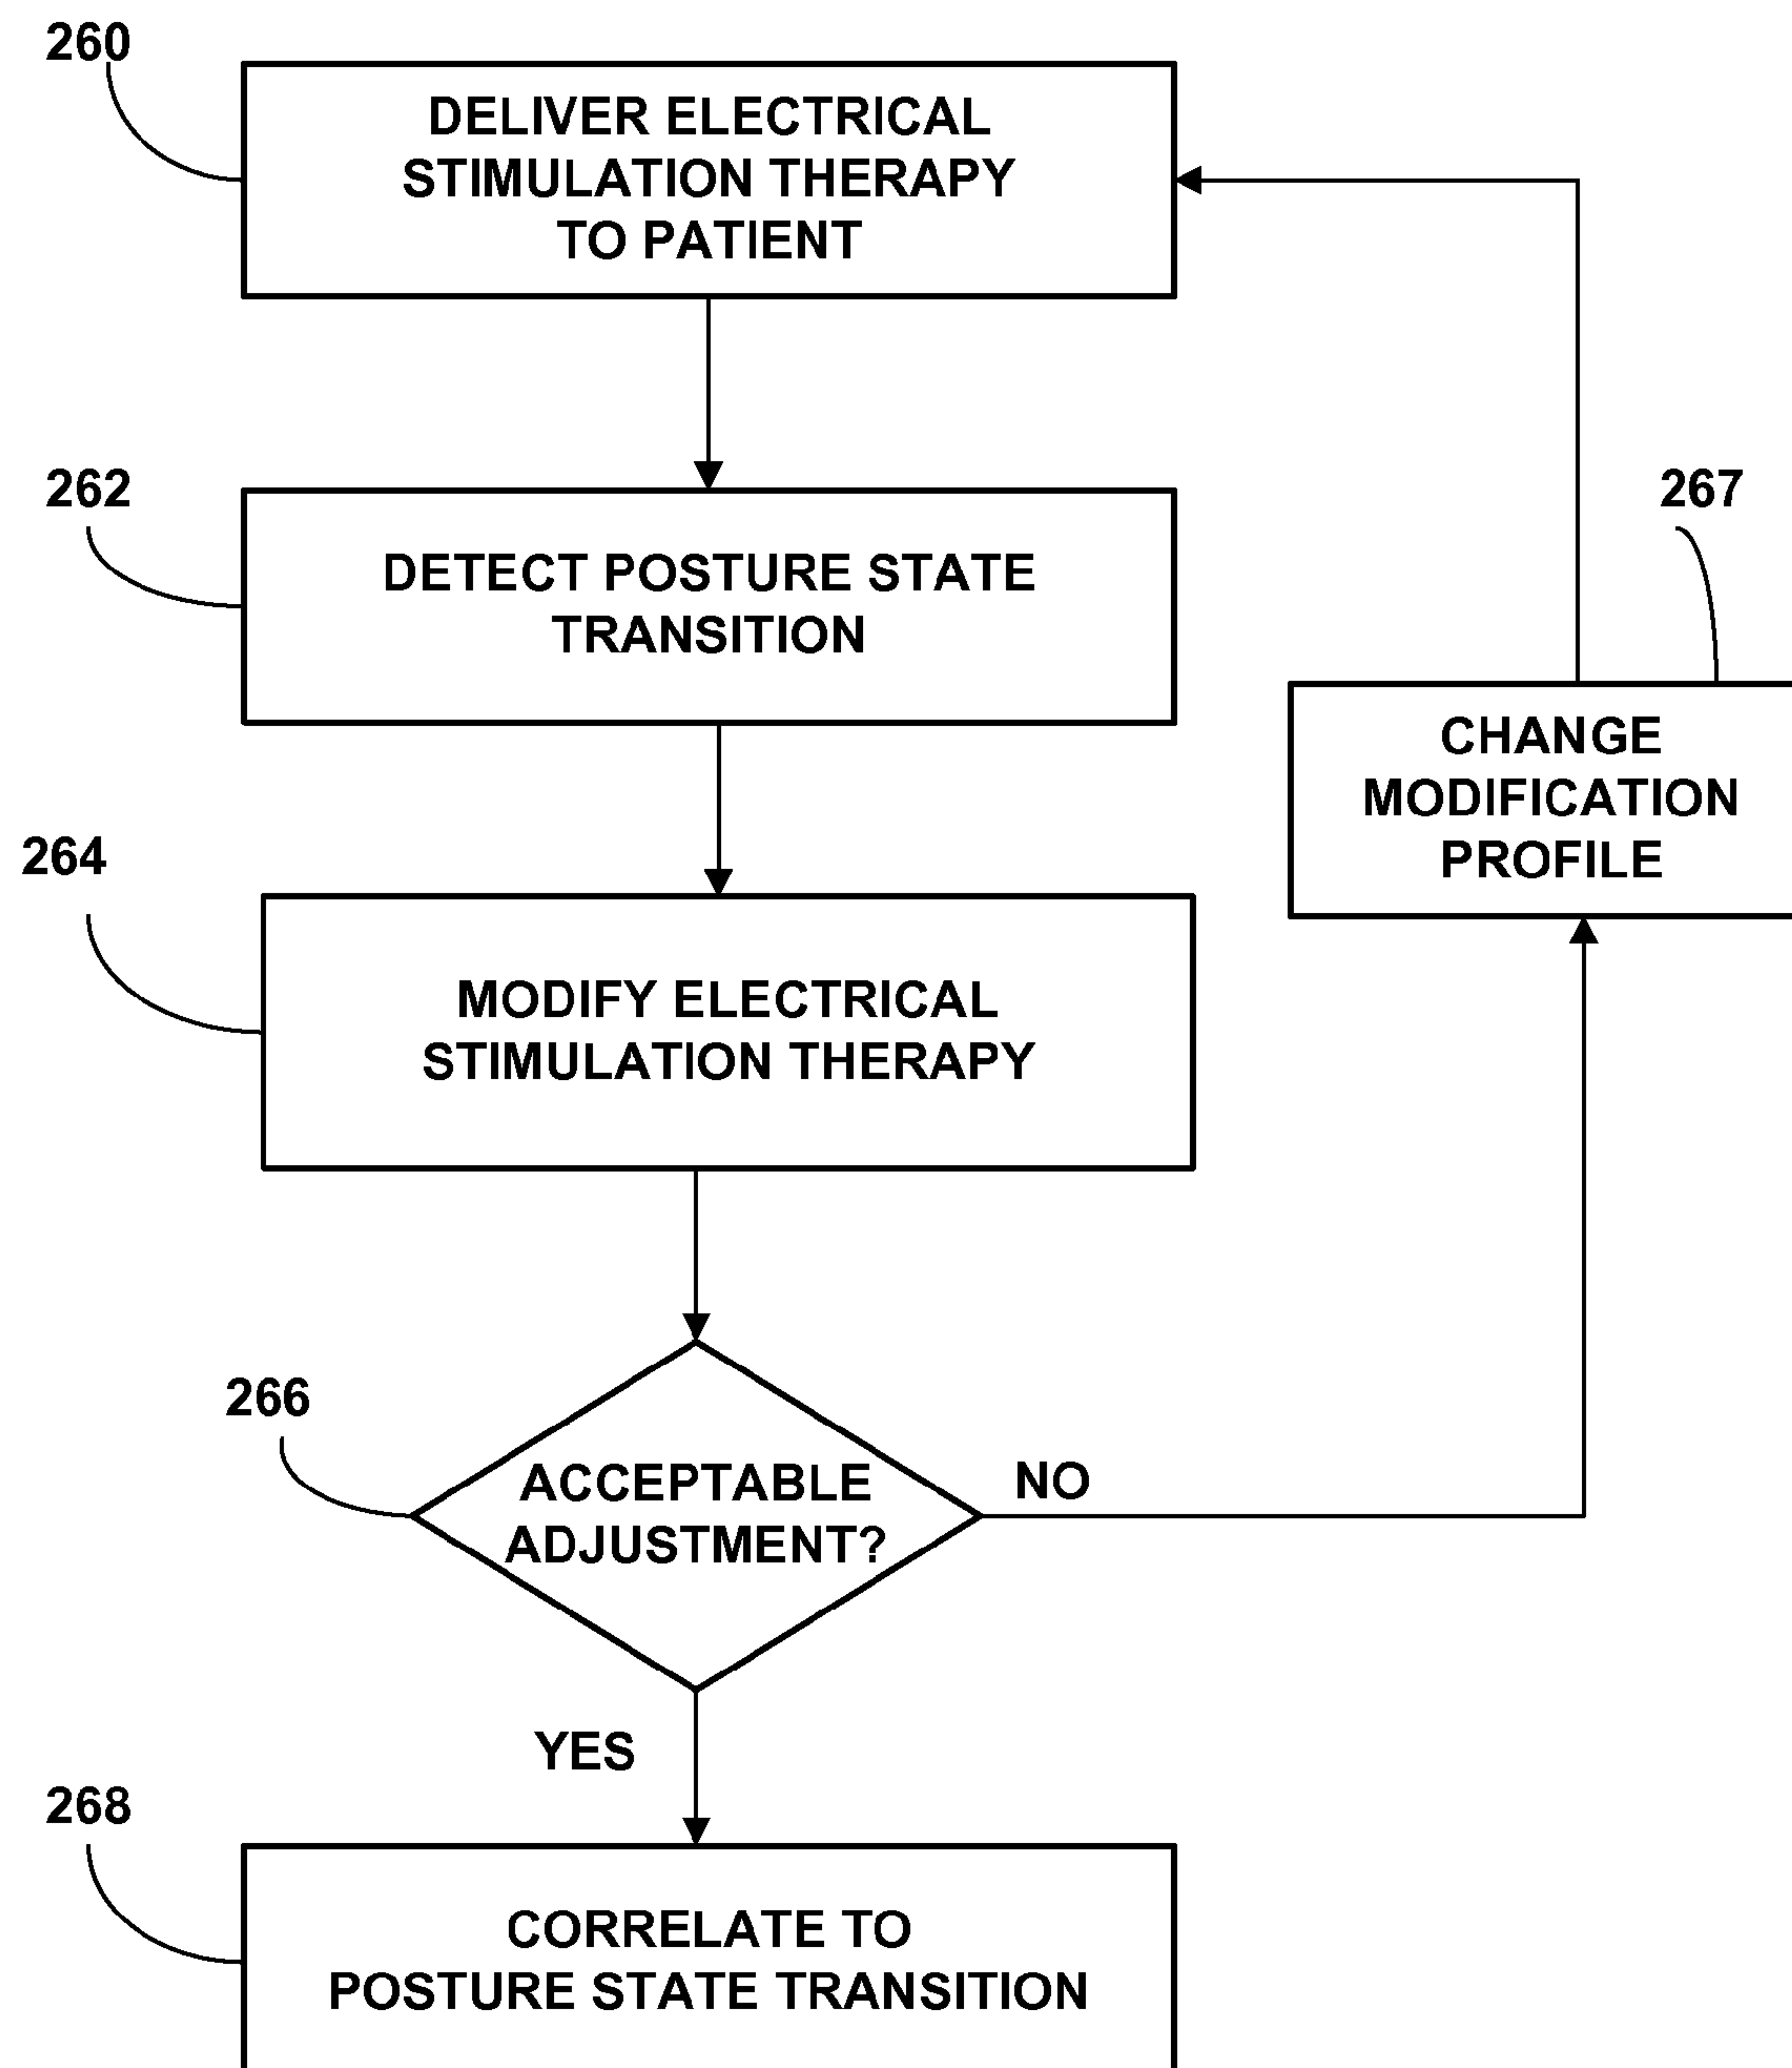 260
DELIVER ELECTRICAL
STIMULATION THERAPY
TO PATIENT
262
DETECT POSTURE STATE
TRANSITION
267
CHANGE
MODIFICATION
PROFILE
264
MODIFY ELECTRICAL
STIMULATION THERAPY
266
ACCEPTABLE
ADJUSTMENT?
NO
YES
268
CORRELATE TO
POSTURE STATE TRANSITION